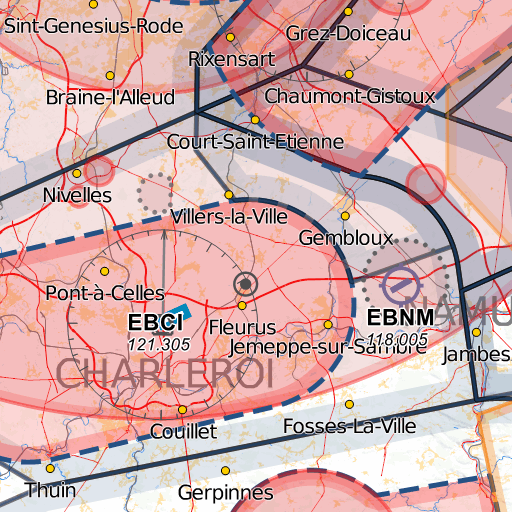 Sint-Genesius-Rode
Grez-Doiceau
Rixensart
Braine-l'Alleud
Chaumont-Gistoux
Court-Saint-Etienne
Nivelles
Villers-la-Ville
Gembloux
Pont-à-Celles
NAMU
EBCI
121.305
Fleurus
EBNM
118.005
Jemeppe-sur-Sambre
Jambes
CHARLEROI
Couillet
Fosses-La-Ville
Thuin
Gerpinnes